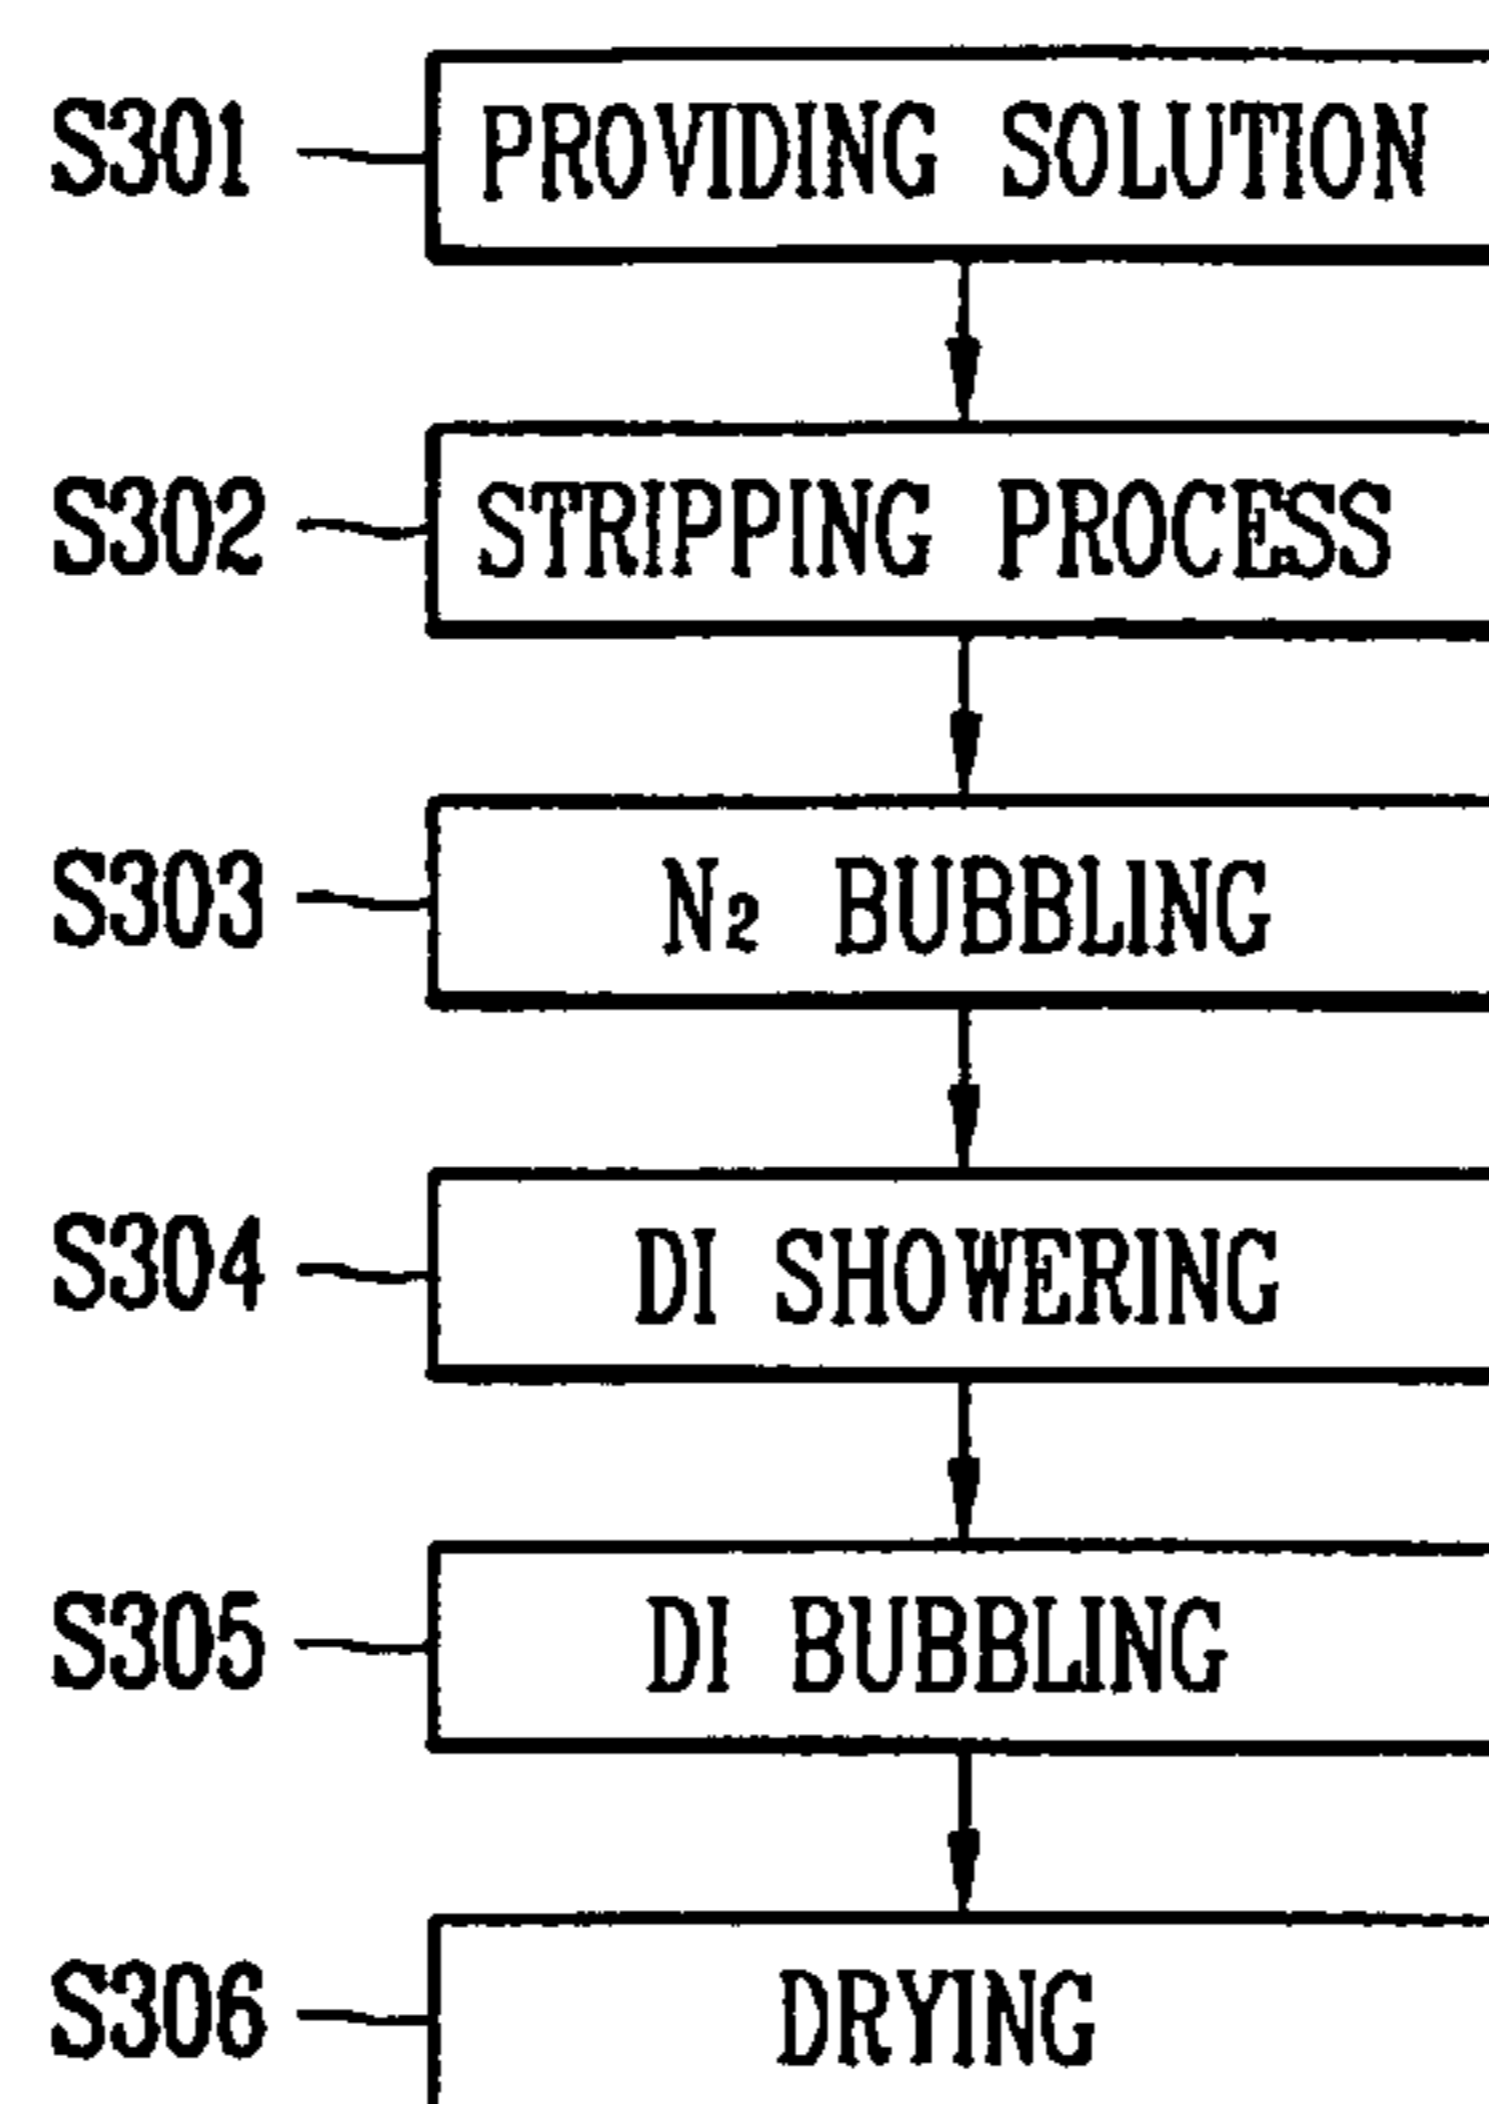 S301 PROVIDING SOLUTION
S302 STRIPPING PROCESS
S303 N₂ BUBBLING
S304 DI SHOWERING
S305 DI BUBBLING
S306 DRYING